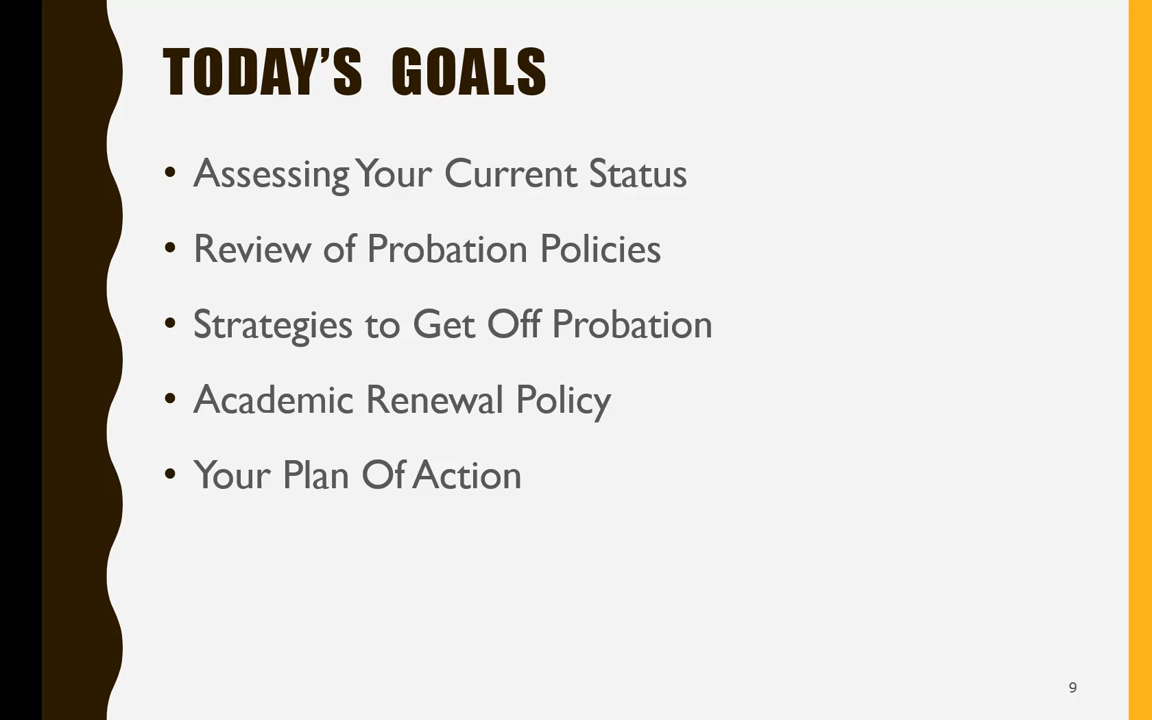 TODAY’S GOALS
• Assessing Your Current Status
• Review of Probation Policies
• Strategies to Get Off Probation
• Academic Renewal Policy
• Your Plan Of Action
9